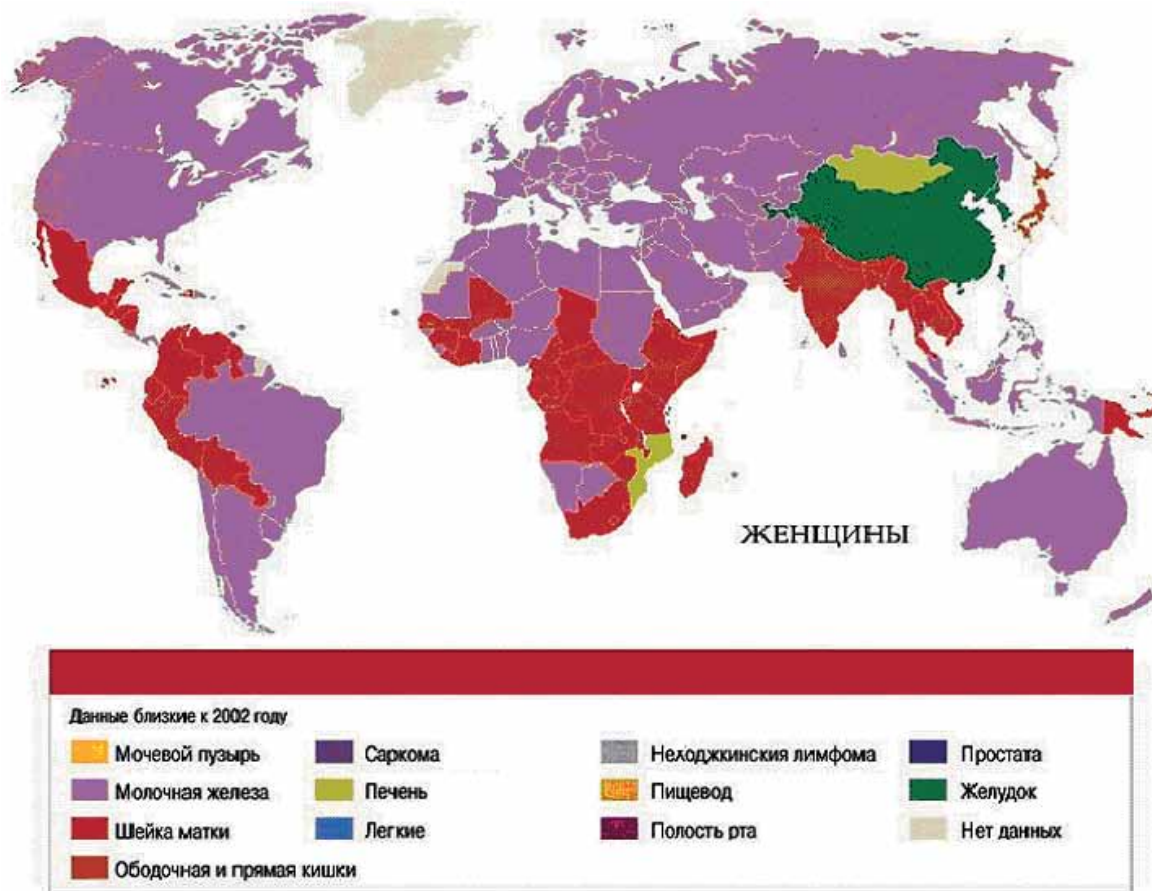 ЖЕНЩИНЫ
Данные близкие к 2002 году
Мочевой пузырь
Саркома
Неходжкинския лимфома
Простата
Молочная железа
Печень
Пищевод
Желудок
Шейка матки
Легкие
Полость рта
Нет данных
Ободочная и прямая кишки